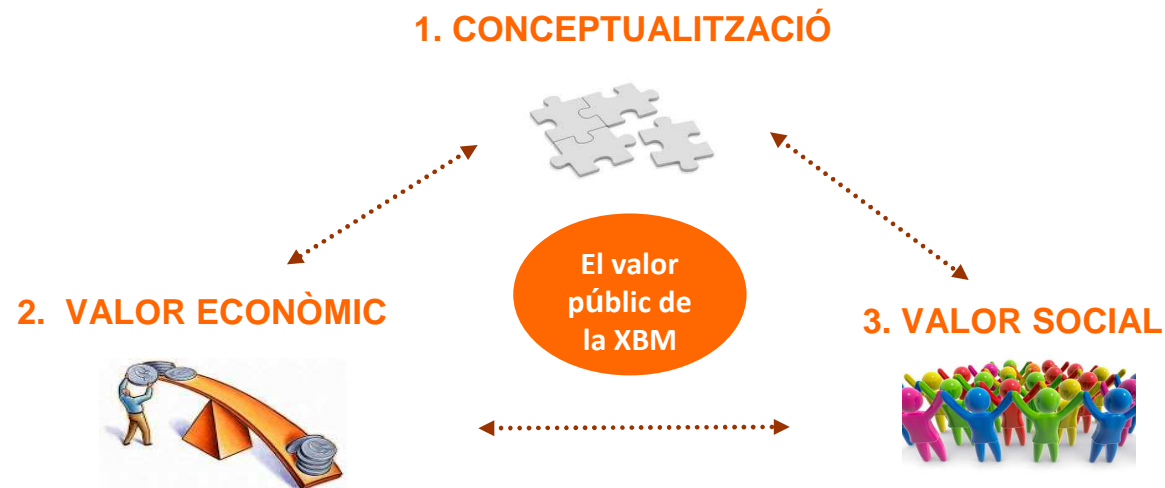 1. CONCEPTUALITZACIÓ
El valor
públic de
la XBM
2. VALOR ECONÒMIC
3. VALOR SOCIAL